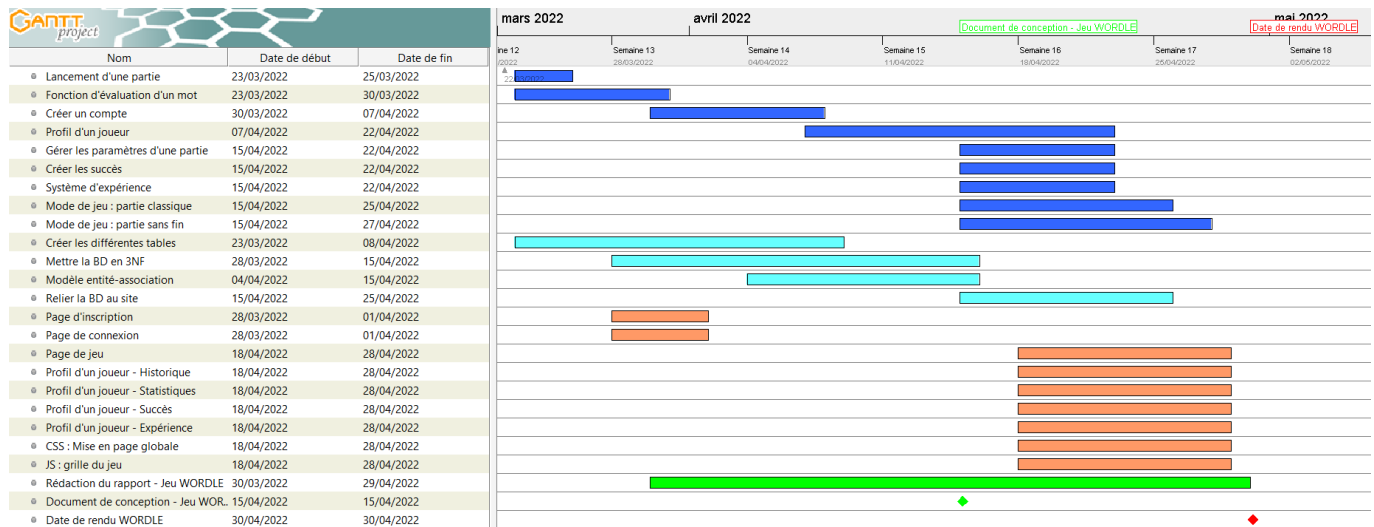 GANTT
project
mars 2022 avril 2022 mai 2022
Document de conception - Jeu WORDLE Date de rendu WORDLE
Nom Date de début Date de fin
ine 12 Semaine 13 Semaine 14 Semaine 15 Semaine 16 Semaine 17 Semaine 18
/2022 28/03/2022 04/04/2022 11/04/2022 18/04/2022 25/04/2022 02/05/2022
22/03/2022
Lancement d'une partie 23/03/2022 25/03/2022
Fonction d'évaluation d'un mot 23/03/2022 30/03/2022
Créer un compte 30/03/2022 07/04/2022
Profil d'un joueur 07/04/2022 22/04/2022
Gérer les paramètres d'une partie 15/04/2022 22/04/2022
Créer les succès 15/04/2022 22/04/2022
Système d'expérience 15/04/2022 22/04/2022
Mode de jeu : partie classique 15/04/2022 25/04/2022
Mode de jeu : partie sans fin 15/04/2022 27/04/2022
Créer les différentes tables 23/03/2022 08/04/2022
Mettre la BD en 3NF 28/03/2022 15/04/2022
Modèle entité-association 04/04/2022 15/04/2022
Relier la BD au site 15/04/2022 25/04/2022
Page d'inscription 28/03/2022 01/04/2022
Page de connexion 28/03/2022 01/04/2022
Page de jeu 18/04/2022 28/04/2022
Profil d'un joueur - Historique 18/04/2022 28/04/2022
Profil d'un joueur - Statistiques 18/04/2022 28/04/2022
Profil d'un joueur - Succès 18/04/2022 28/04/2022
Profil d'un joueur - Expérience 18/04/2022 28/04/2022
CSS : Mise en page globale 18/04/2022 28/04/2022
JS : grille du jeu 18/04/2022 28/04/2022
Rédaction du rapport - Jeu WORDLE 30/03/2022 29/04/2022
Document de conception - Jeu WOR... 15/04/2022 15/04/2022
Date de rendu WORDLE 30/04/2022 30/04/2022